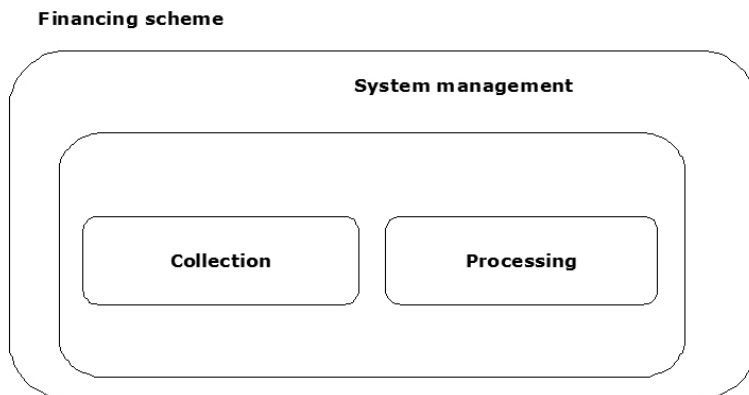 Financing scheme
System management
Collection
Processing